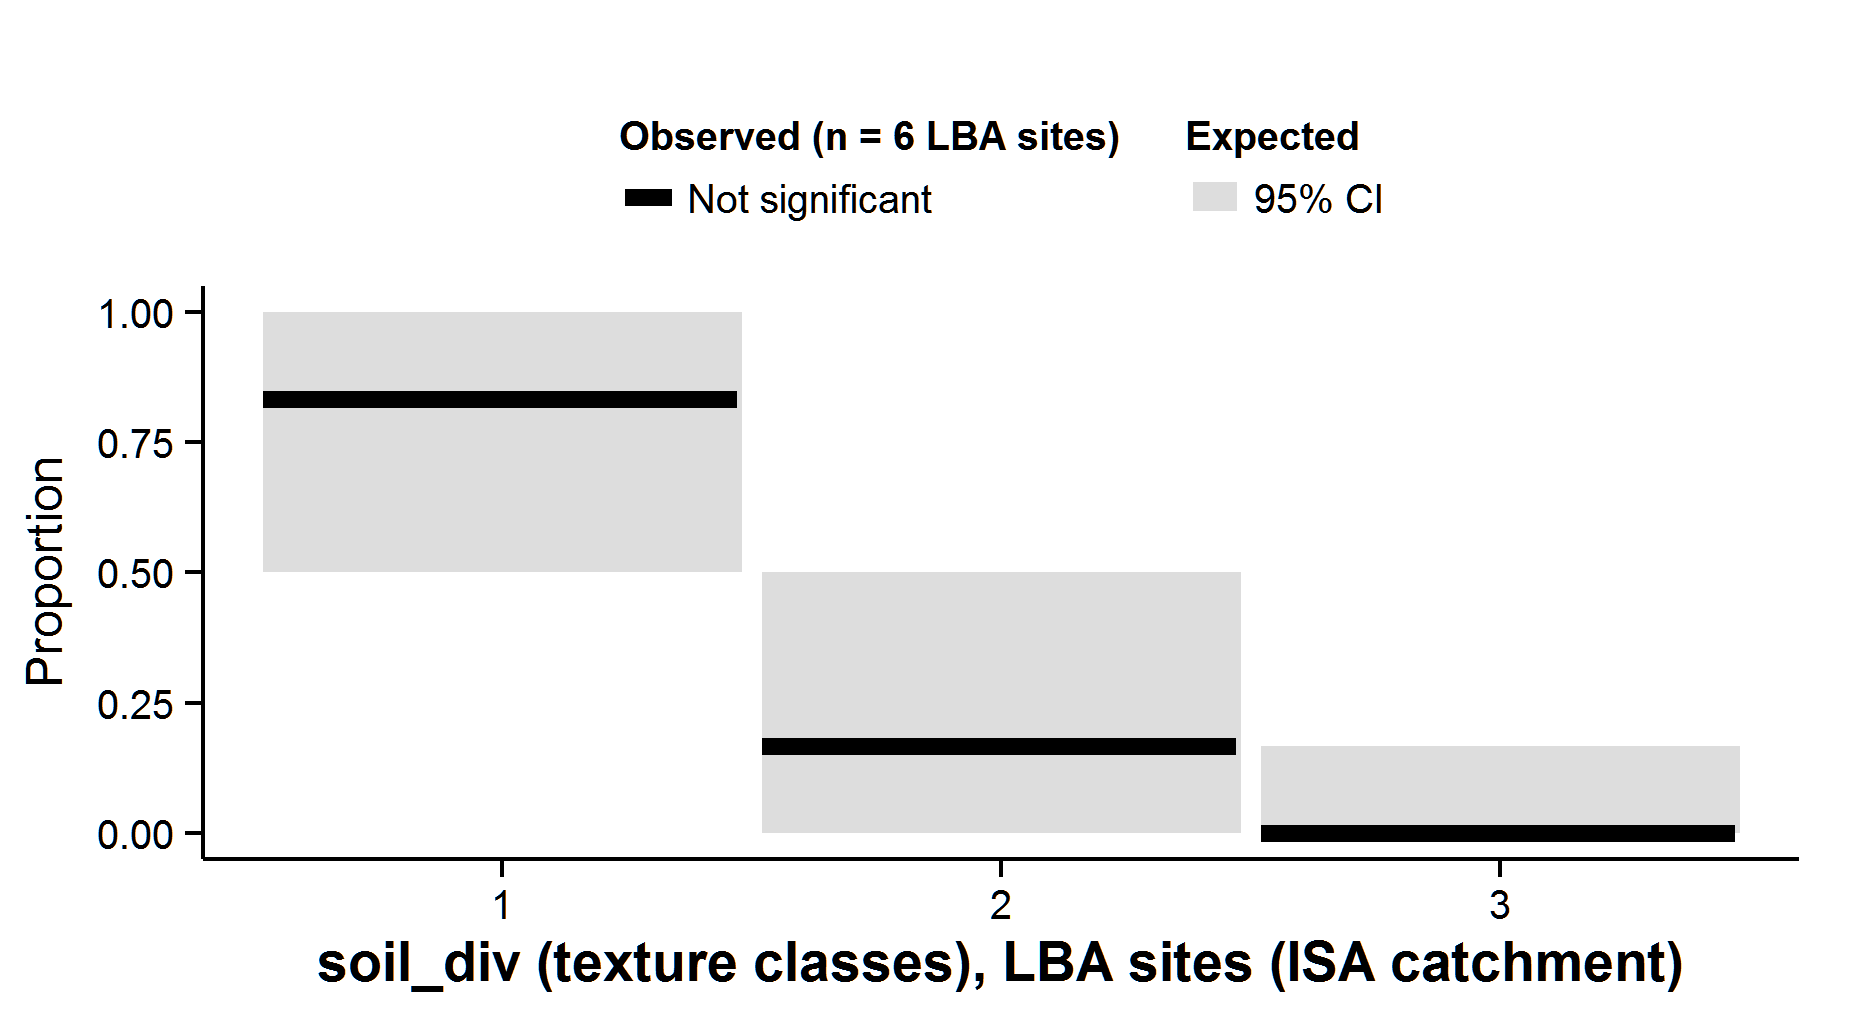 Observed (n = 6 LBA sites) Expected
Not significant 95% CI
Proportion
1.00
0.75
0.50
0.25
0.00
1 2 3
soil_div (texture classes), LBA sites (ISA catchment)